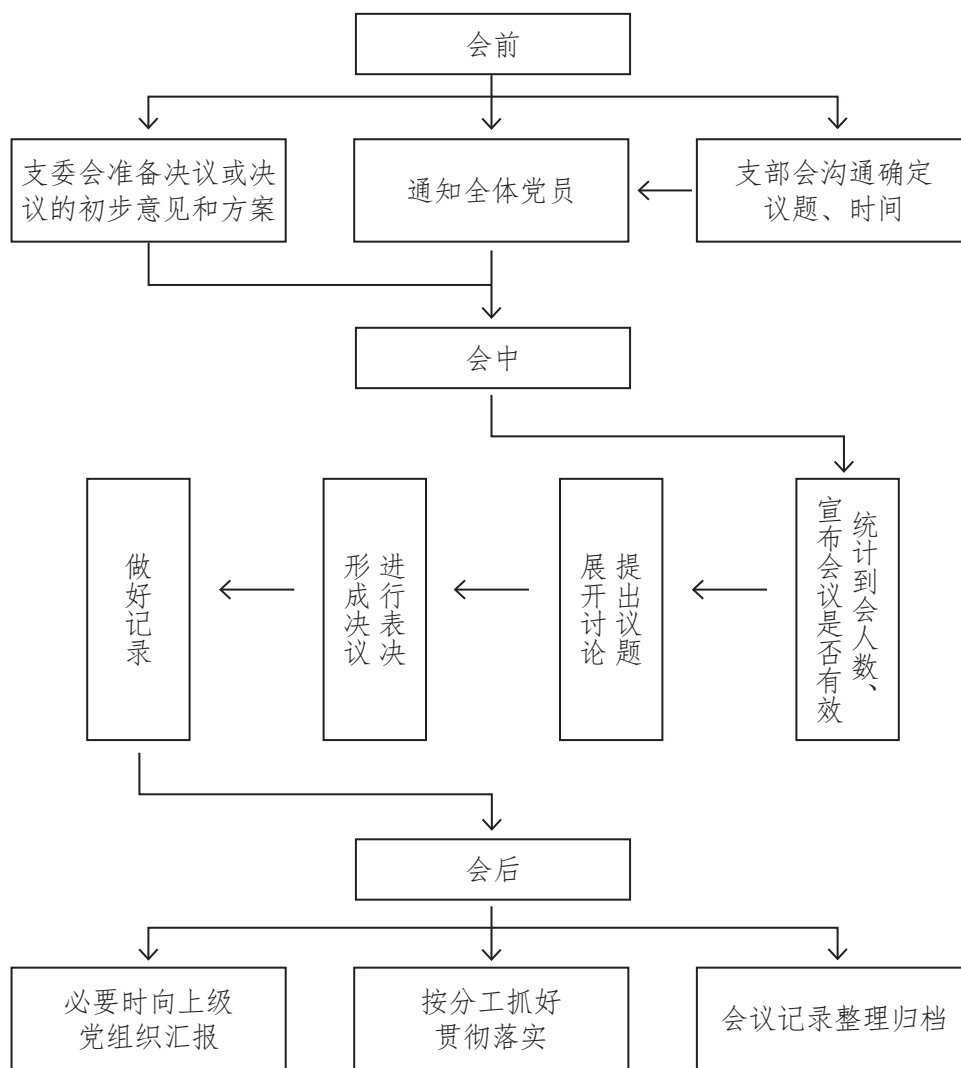 会前
支委会准备决议或决
议的初步意见和方案
通知全体党员
支部会沟通确定
议题、时间
会中
统计到会人数、
宣布会议是否有效
提出议题
展开讨论
进行表决
形成决议
做好记录
会后
必要时向上级
党组织汇报
按分工抓好
贯彻落实
会议记录整理归档